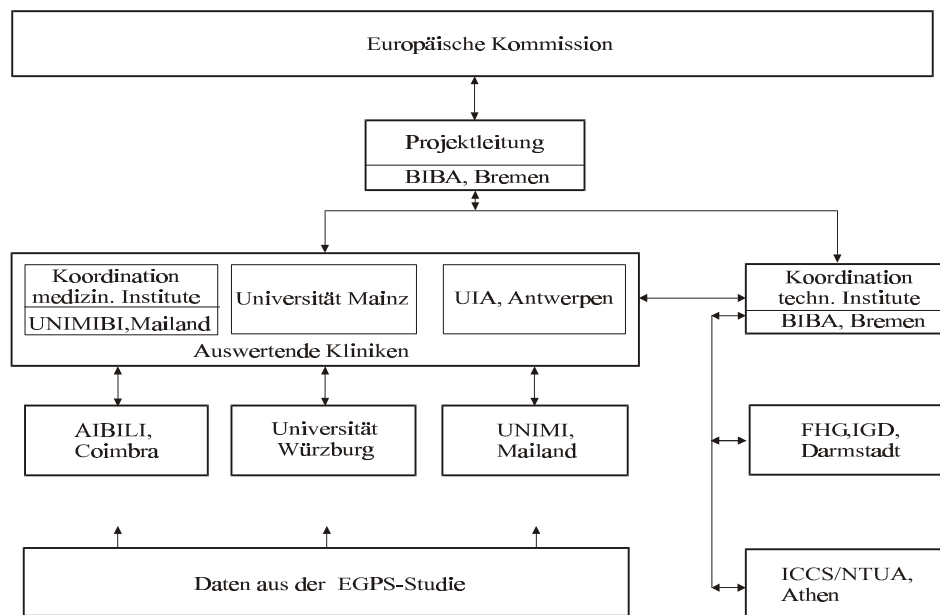 Europäische Kommission
Projektleitung
BIBA, Bremen
Koordination
medizin. Institute
UNIMIBI,Mailand
Universität Mainz
UIA, Antwerpen
Auswertende Kliniken
Koordination
techn. Institute
BIBA, Bremen
AIBILI,
Coimbra
Universität
Würzburg
UNIMI,
Mailand
FHG,IGD,
Darmstadt
Daten aus der EGPS-Studie
ICCS/NTUA,
Athen